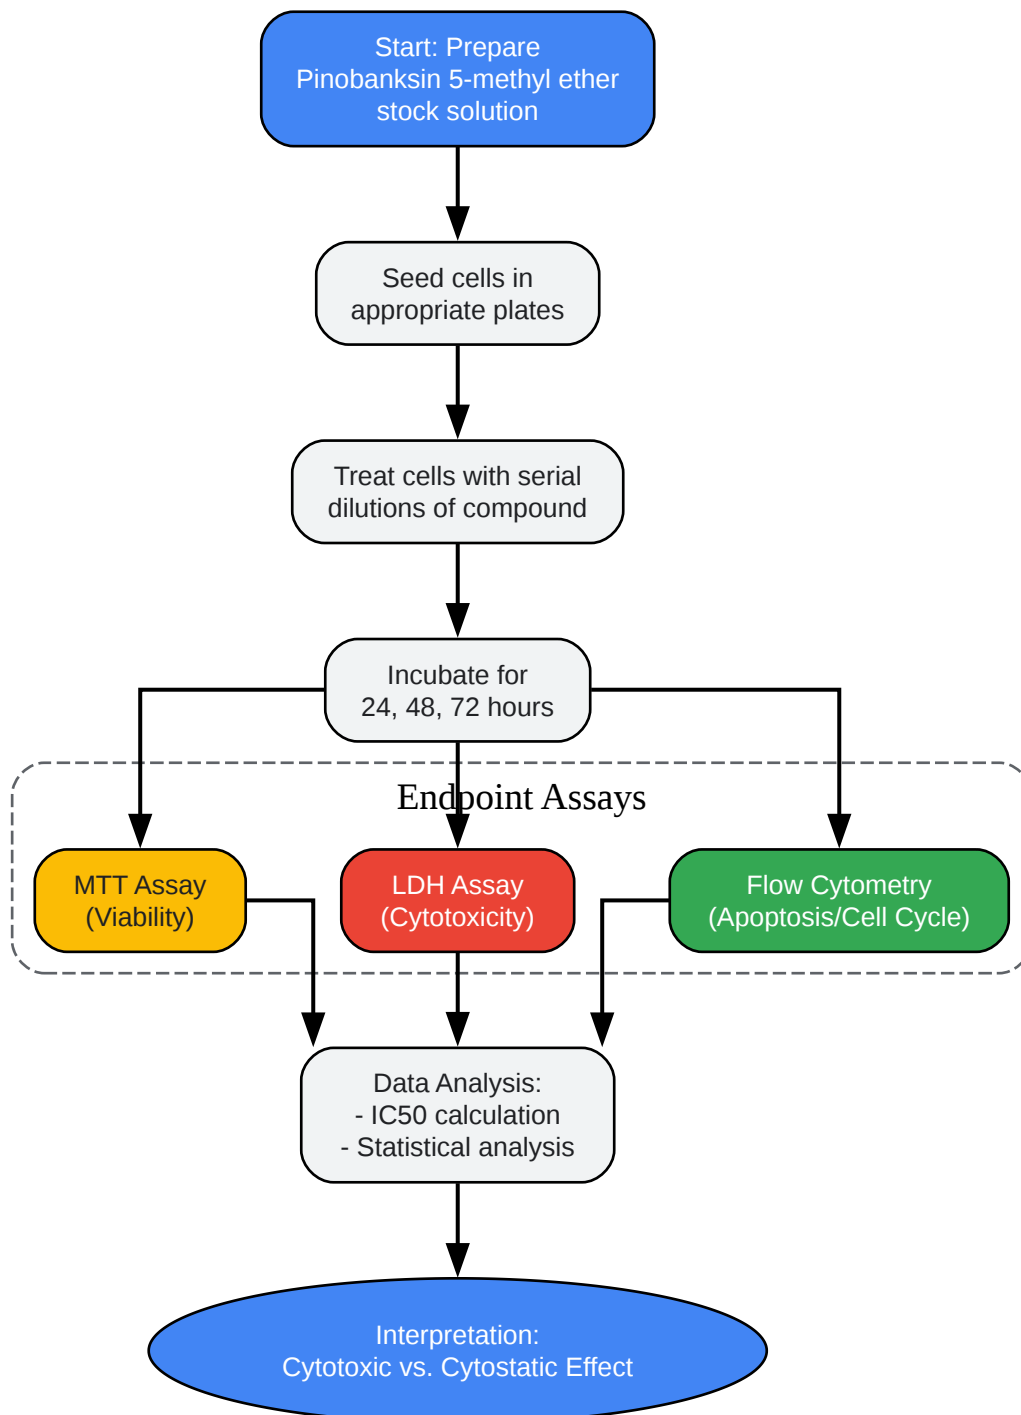 Start: Prepare
Pinobanksin 5-methyl ether
stock solution
Seed cells in
appropriate plates
Treat cells with serial
dilutions of compound
Incubate for
24, 48, 72 hours
Endpoint Assays
MTT Assay
(Viability)
LDH Assay
(Cytotoxicity)
Flow Cytometry
(Apoptosis/Cell Cycle)
Data Analysis:
- IC50 calculation
- Statistical analysis
Interpretation:
Cytotoxic vs. Cytostatic Effect